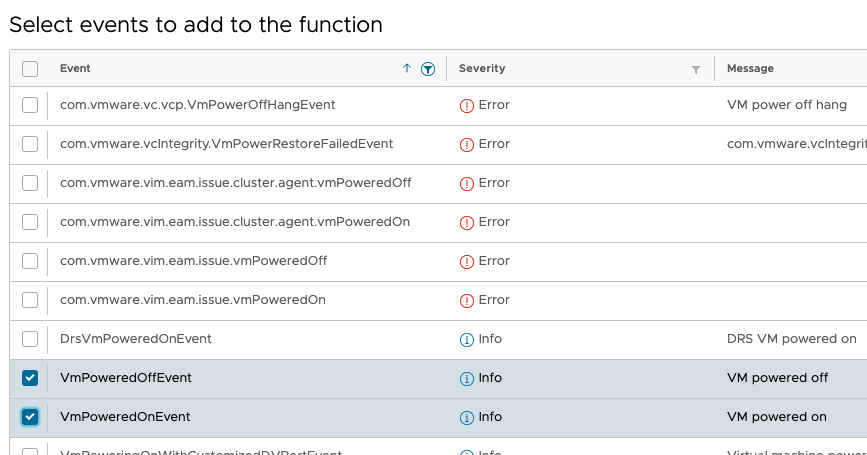 Select events to add to the function
Event Severity Message
com.vmware.vc.vcp.VmPowerOffHangEvent Error VM power off hang
com.vmware.vcIntegrity.VmPowerRestoreFailedEvent Error com.vmware.vcIntegrit
com.vmware.vim.eam.issue.cluster.agent.vmPoweredOff Error
com.vmware.vim.eam.issue.cluster.agent.vmPoweredOn Error
com.vmware.vim.eam.issue.vmPoweredOff Error
com.vmware.vim.eam.issue.vmPoweredOn Error
DrsVmPoweredOnEvent Info DRS VM powered on
VmPoweredOffEvent Info VM powered off
VmPoweredOnEvent Info VM powered on
VmPoweringOnWithCustomizedDVPortEvent Info Virtual machine power